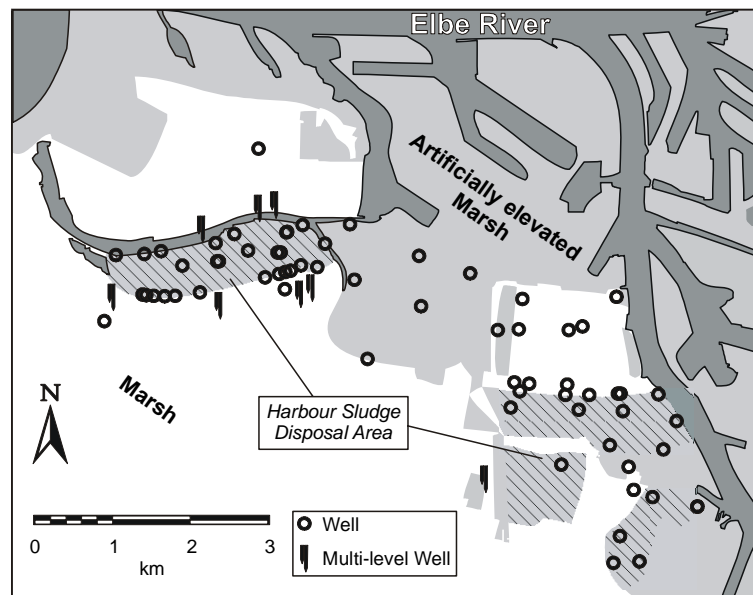 Elbe River
Artificially elevated
Marsh
Marsh
Harbour Sludge
Disposal Area
N
0 1 2 3
km
Well
Multi-level Well